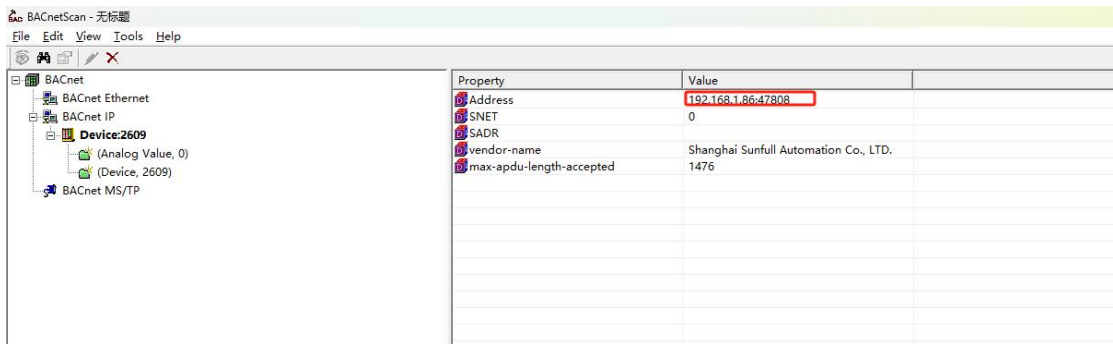 BACnetScan - 无标题
File Edit View Tools Help
BACnet
BACnet Ethernet
BACnet IP
Device:2609
(Analog Value, 0)
(Device, 2609)
BACnet MS/TP
Property Value
Address 192.168.1.86:47808
SNET 0
SADR
vendor-name Shanghai Sunfull Automation Co., LTD.
max-apdu-length-accepted 1476